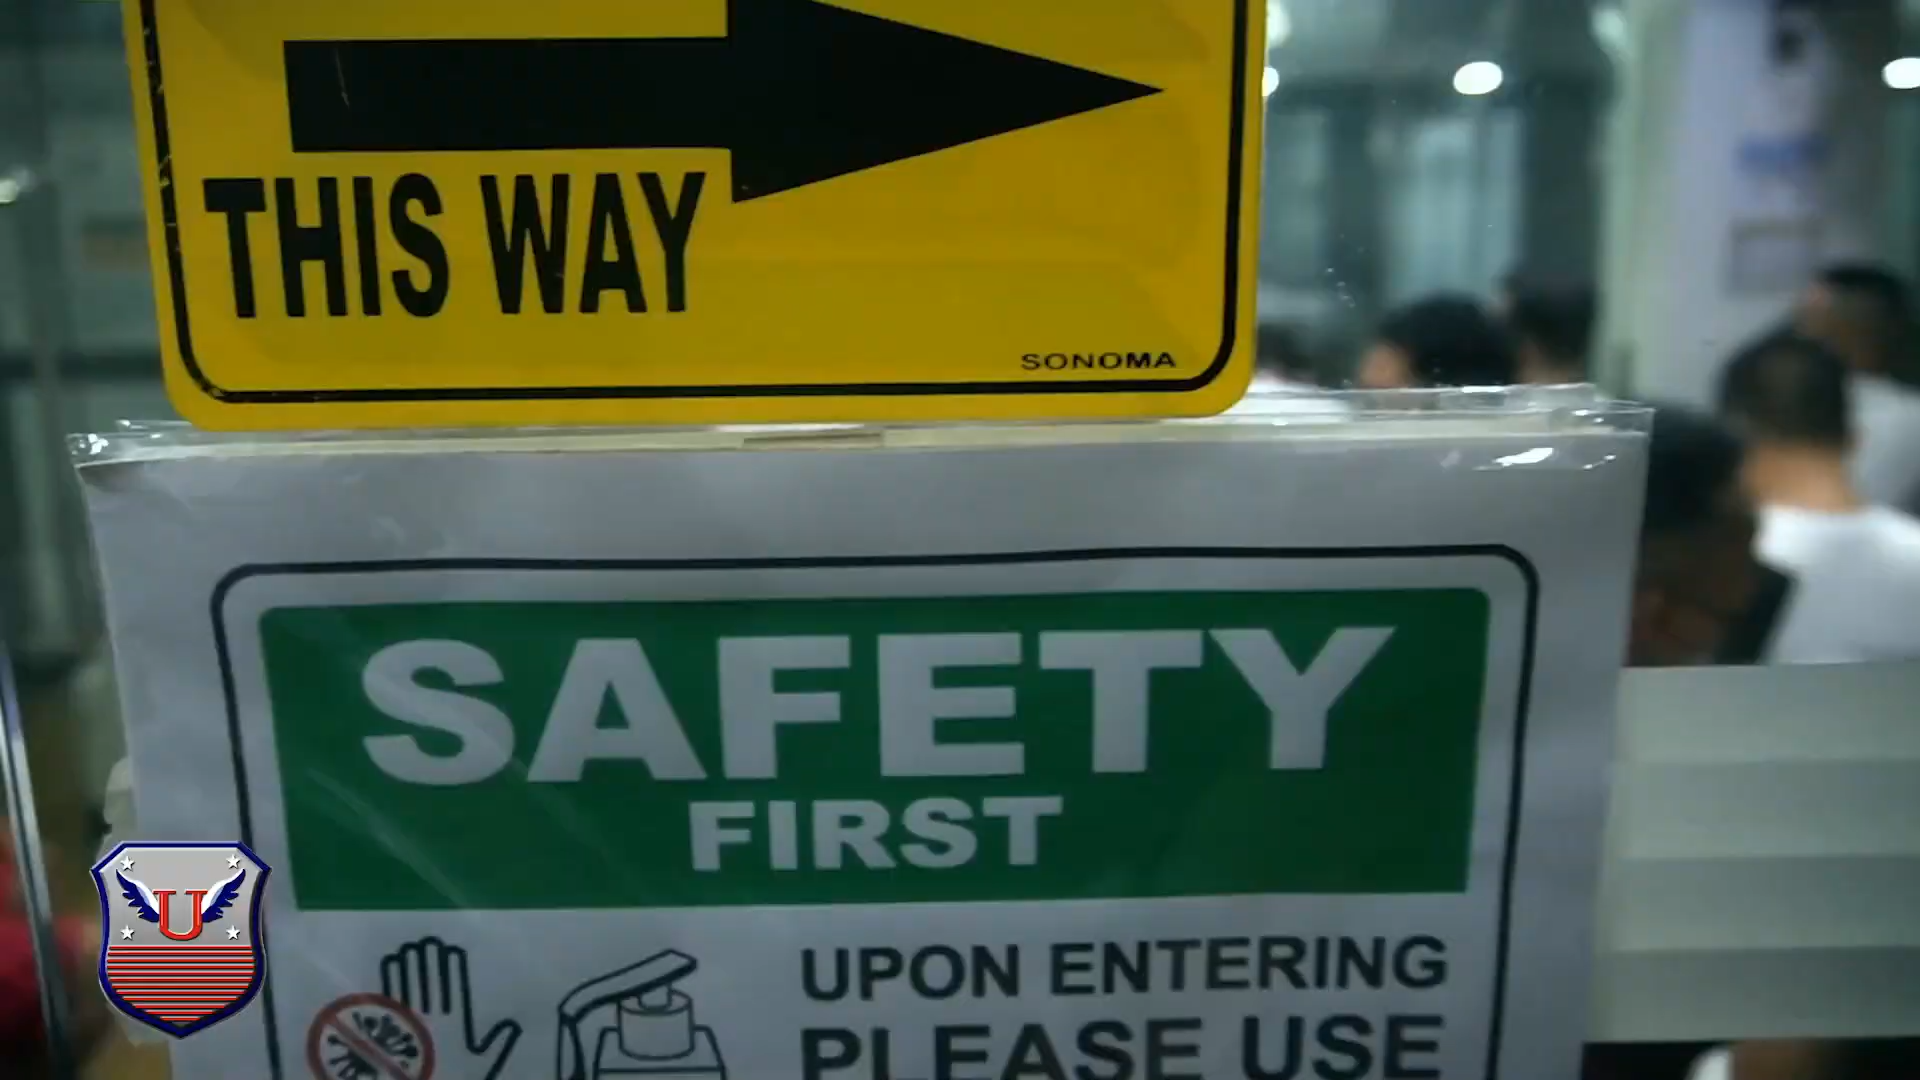 THIS WAY
SONOMA
SAFETY
FIRST
UPON ENTERING
PLEASE USE
U